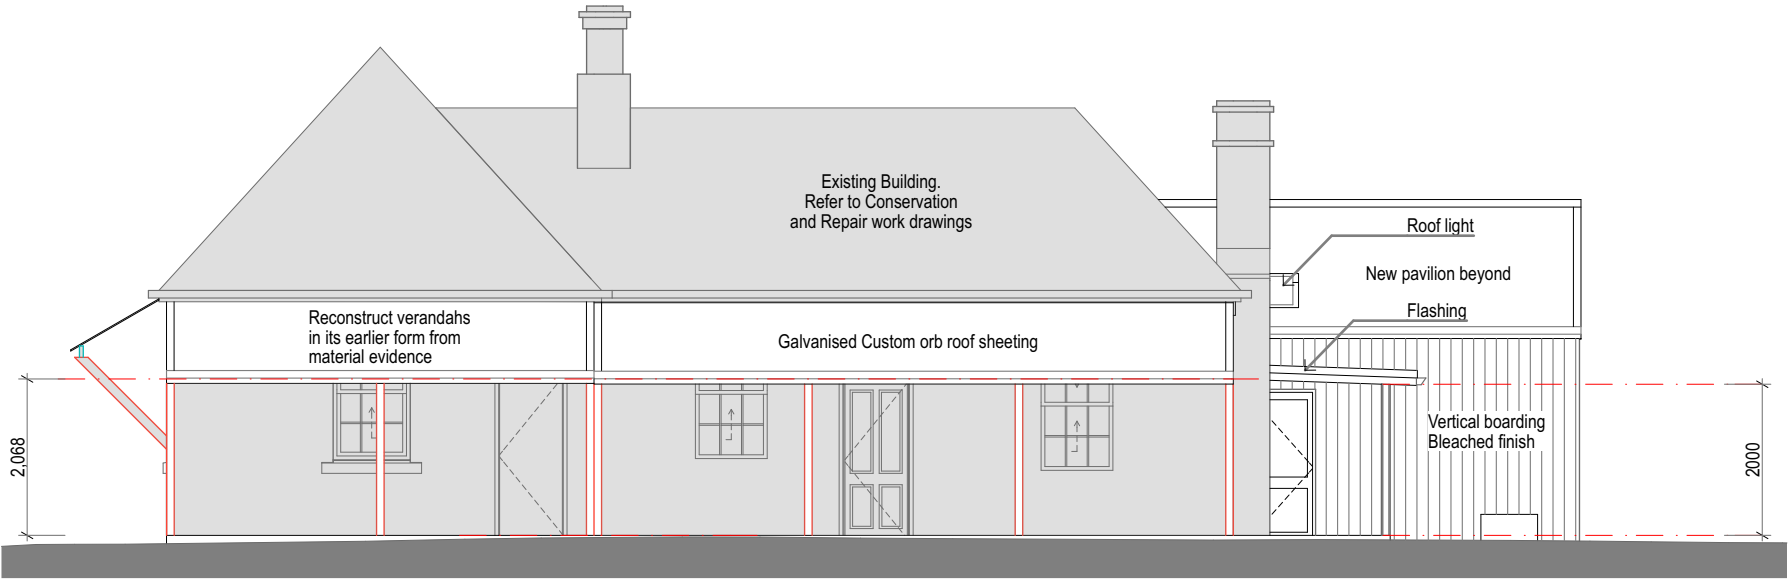 Existing Building.
Refer to Conservation
and Repair work drawings
Roof light
New pavilion beyond
Flashing
Reconstruct verandahs
in its earlier form from
material evidence
Galvanised Custom orb roof sheeting
Vertical boarding
Bleached finish
2,068
2000